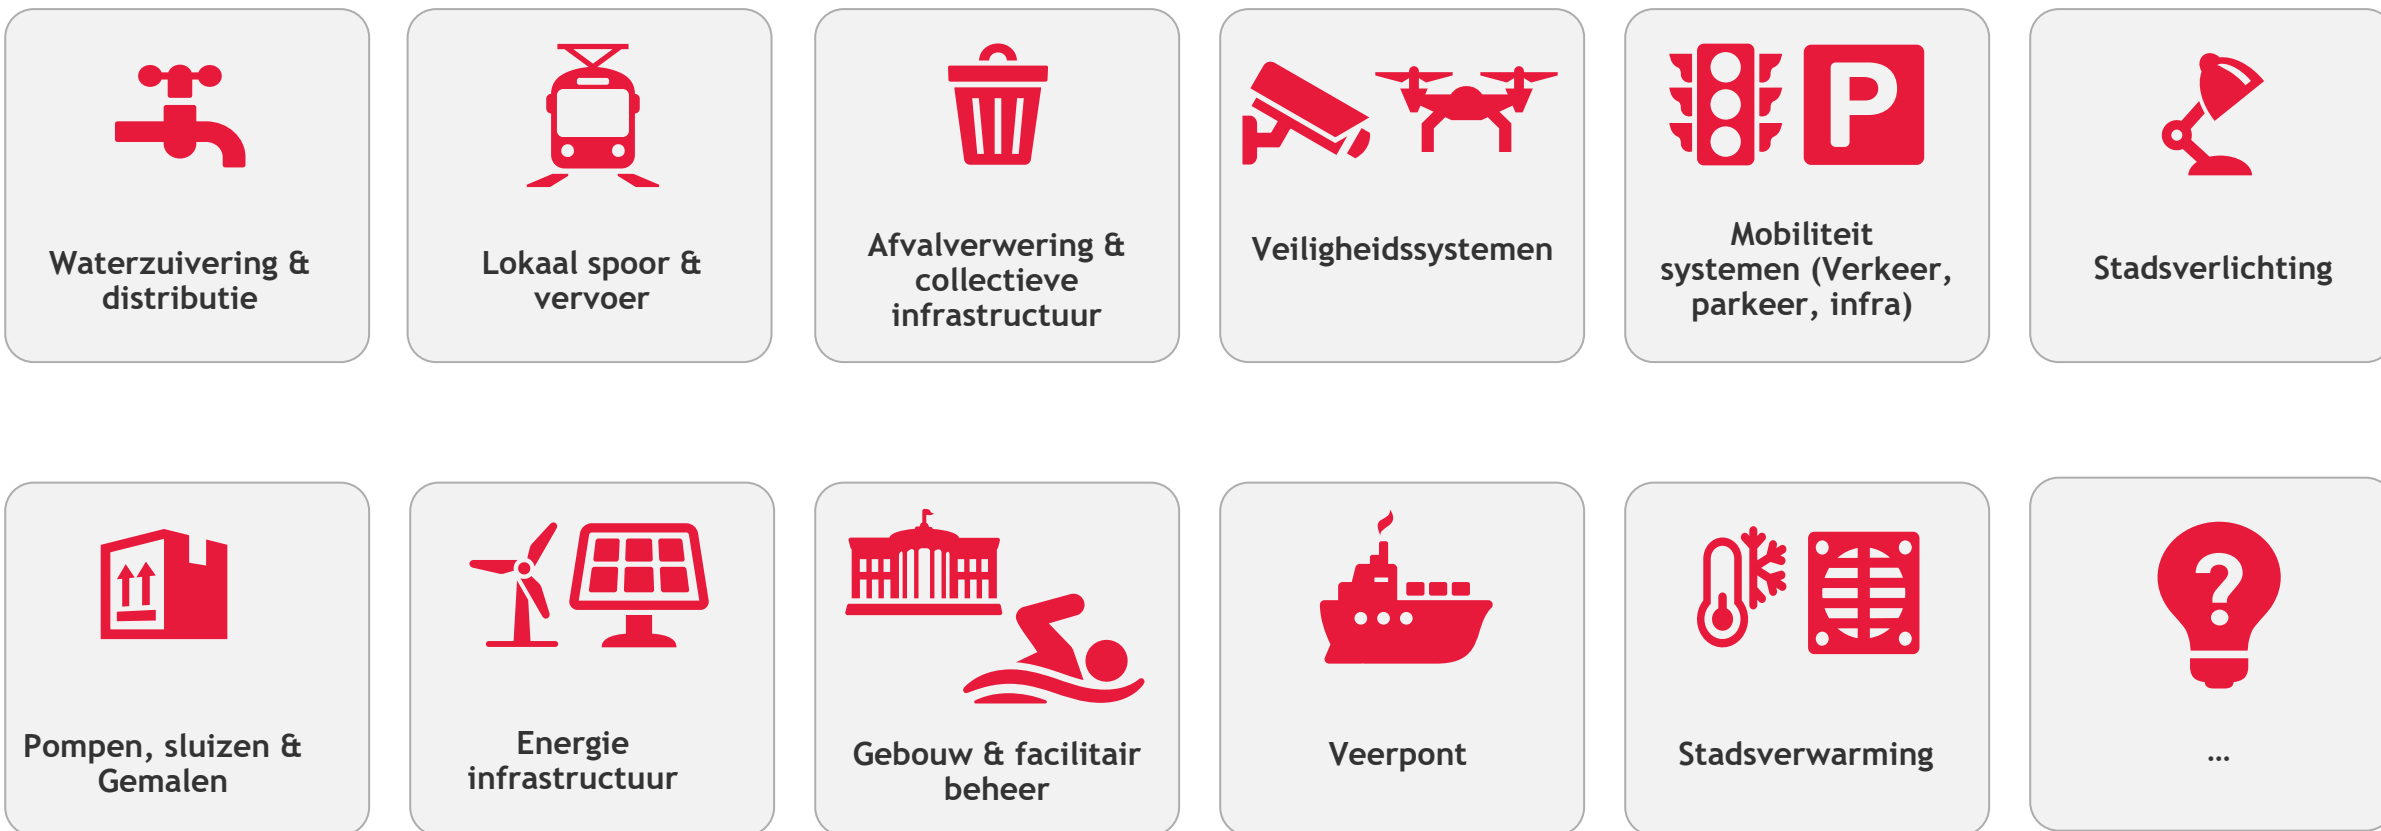 P
Waterzuivering &
distributie
Lokaal spoor &
vervoer
Afvalverwering &
collectieve
infrastructuur
Veiligheidssystemen
Mobiliteit
systemen (Verkeer,
parkeer, infra)
Stadsverlichting
?
Pompen, sluizen &
Gemalen
Energie
infrastructuur
Gebouw & facilitair
beheer
Veerpont
Stadsverwarming
...